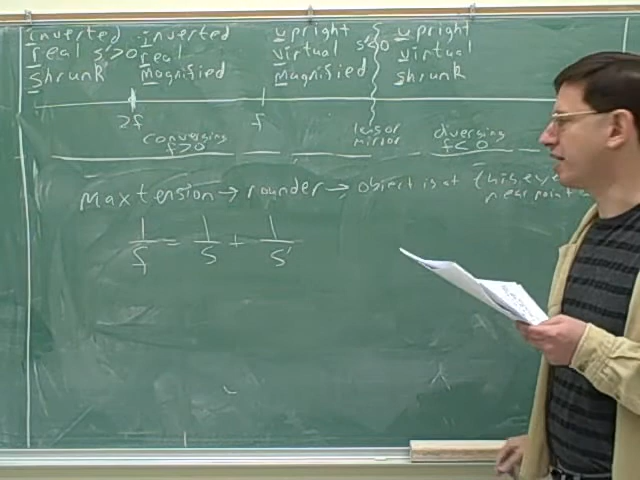 inverted inverted upright upright
real s'>0 real virtual s'<0 virtual
shrunk magnified magnified shrunk
2f f
converging lens or diverging
f>0 mirror f<0
Max tension → rounder → object is at (his eye
near point
1/f = 1/s + 1/s'